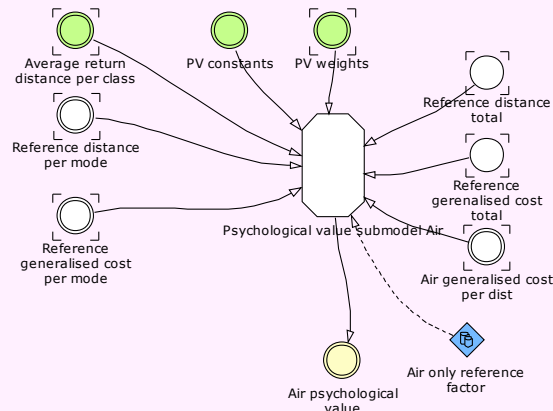 Average return
distance per class
PV constants
PV weights
Reference distance
total
Reference distance
per mode
Reference
gerenalised cost
total
Reference
generalised cost
per mode
Psychological value submodel Air
Air generalised cost
per dist
Air psychological
value
Air only reference
factor